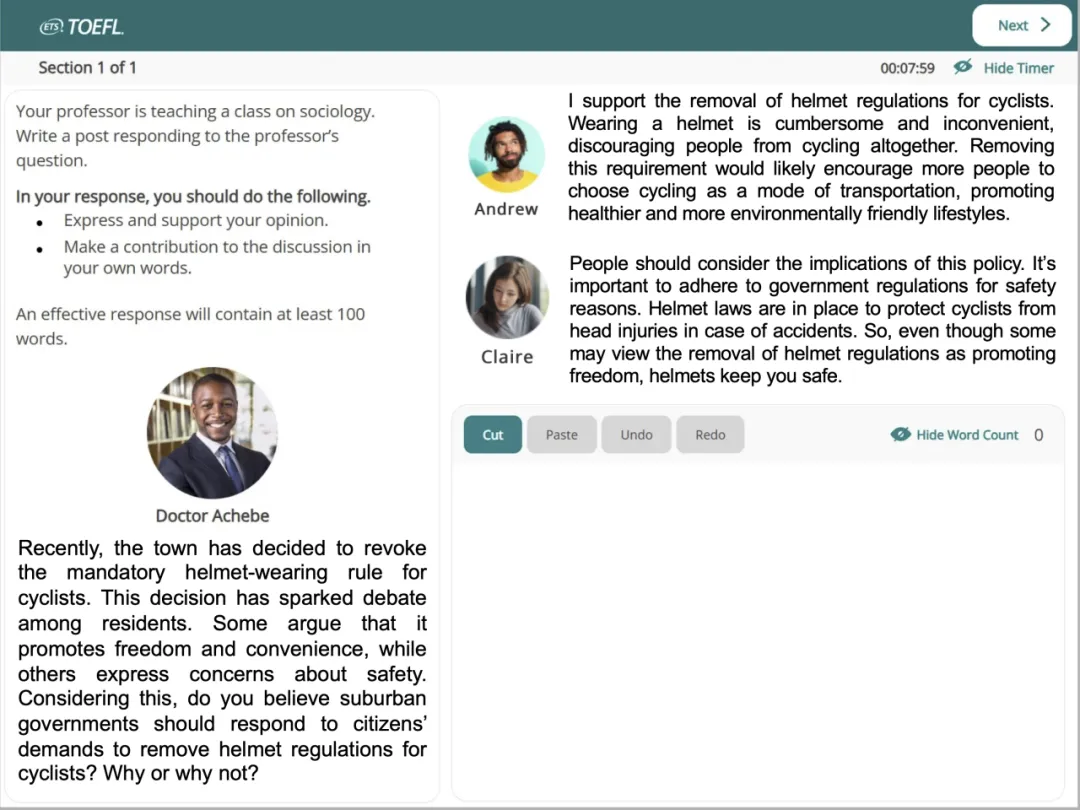 ETS TOEFL.
Next
Section 1 of 1
00:07:59
Hide Timer
Your professor is teaching a class on sociology.
Write a post responding to the professor's
question.
In your response, you should do the following.
• Express and support your opinion.
• Make a contribution to the discussion in
your own words.
An effective response will contain at least 100
words.
Doctor Achebe
Recently, the town has decided to revoke
the mandatory helmet-wearing rule for
cyclists. This decision has sparked debate
among residents. Some argue that it
promotes freedom and convenience, while
others express concerns about safety.
Considering this, do you believe suburban
governments should respond to citizens'
demands to remove helmet regulations for
cyclists? Why or why not?
I support the removal of helmet regulations for cyclists.
Wearing a helmet is cumbersome and inconvenient,
discouraging people from cycling altogether. Removing
this requirement would likely encourage more people to
choose cycling as a mode of transportation, promoting
healthier and more environmentally friendly lifestyles.
Andrew
People should consider the implications of this policy. It's
important to adhere to government regulations for safety
reasons. Helmet laws are in place to protect cyclists from
head injuries in case of accidents. So, even though some
may view the removal of helmet regulations as promoting
freedom, helmets keep you safe.
Claire
Cut
Paste
Undo
Redo
Hide Word Count
0